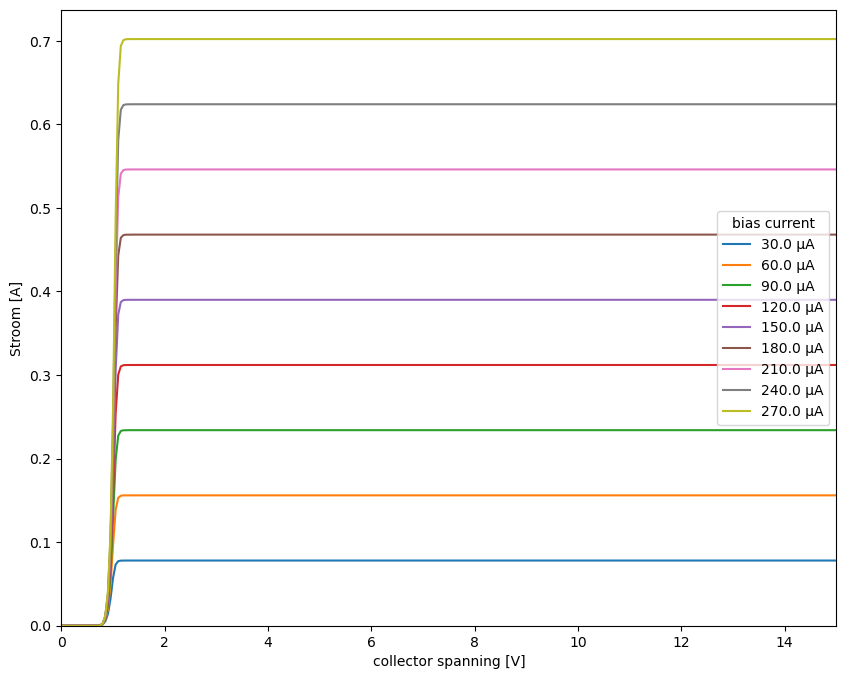 0.7
0.6
0.5
0.4
0.3
0.2
0.1
0.0
Stroom [A]
bias current
30.0 µA
60.0 µA
90.0 µA
120.0 µA
150.0 µA
180.0 µA
210.0 µA
240.0 µA
270.0 µA
0 2 4 6 8 10 12 14
collector spanning [V]